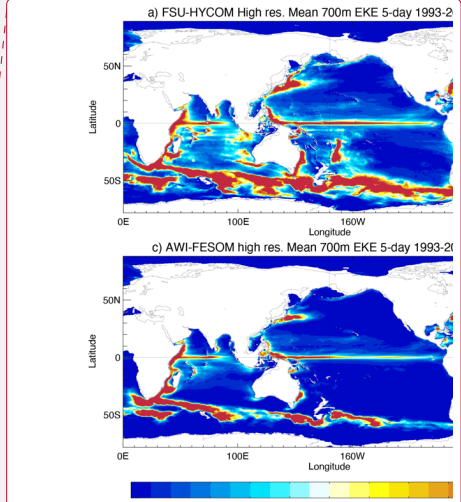 a) FSU-HYCOM High res. Mean 700m EKE 5-day 1993-2
50N
0
50S
Latitude
0E
100E
160W
Longitude
c) AWI-FESOM high res. Mean 700m EKE 5-day 1993-20
50N
0
50S
Latitude
0E
100E
160W
Longitude